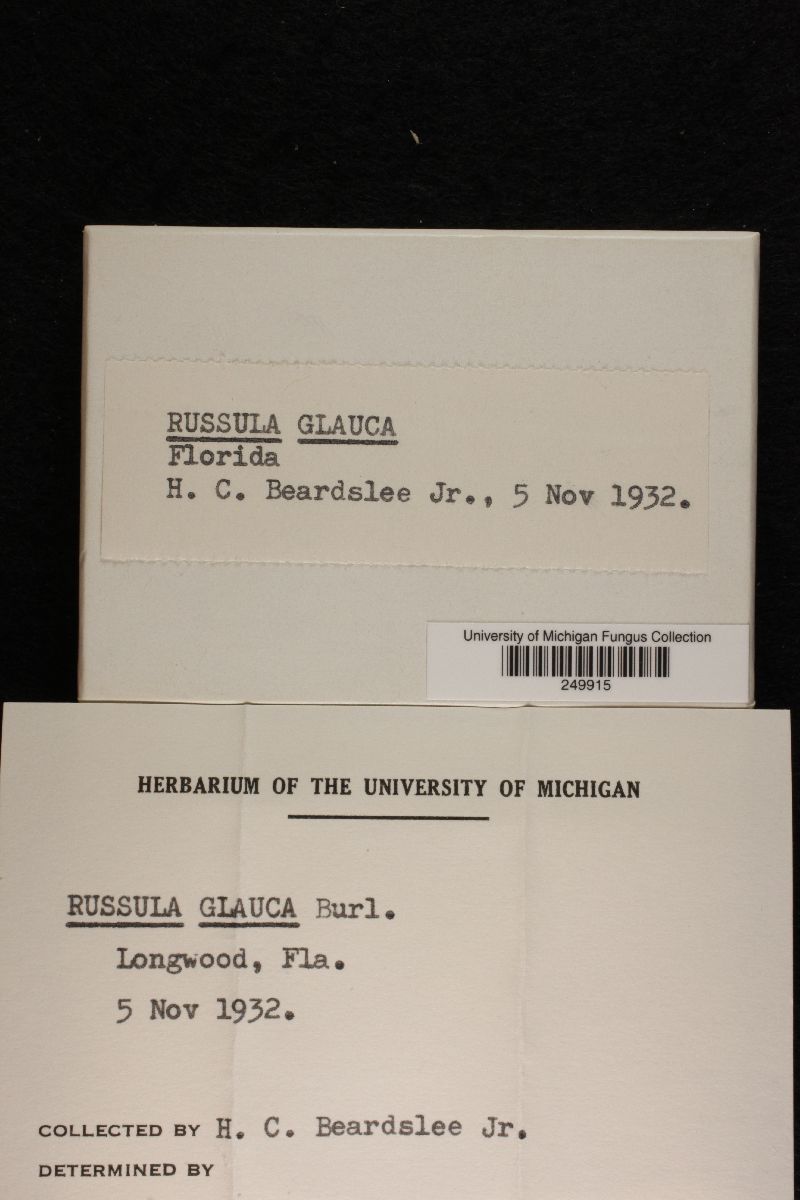 RUSSULA GLAUCA
Florida
H. C. Beardslee Jr., 5 Nov 1932.
University of Michigan Fungus Collection
249915
HERBARIUM OF THE UNIVERSITY OF MICHIGAN
RUSSULA GLAUCA Burl.
Longwood, Fla.
5 Nov 1932.
COLLECTED BY H. C. Beardslee Jr.
DETERMINED BY